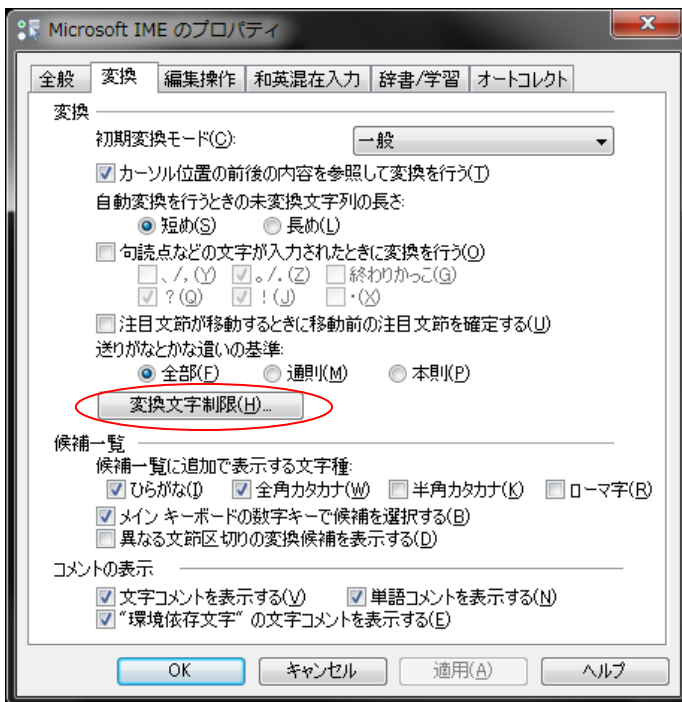 Microsoft IME のプロパティ
全般 変換 編集操作 和英混在入力 辞書/学習 オートコレクト
変換
初期変換モード(C): 一般
カーソル位置の前後の内容を参照して変換を行う(T)
自動変換を行うときの未変換文字列の長さ:
短め(S) 長め(L)
句読点などの文字が入力されたときに変換を行う(O)
、/,(Y) 。/.(Z) 終わりかっこ(G)
?(Q) !(J) ・(X)
注目文節が移動するときに移動前の注目文節を確定する(U)
送りがなとかな遣いの基準:
全部(F) 通則(M) 本則(P)
変換文字制限(H)...
候補一覧
候補一覧に追加で表示する文字種:
ひらがな(I) 全角カタカナ(W) 半角カタカナ(K) ローマ字(R)
メイン キーボードの数字キーで候補を選択する(B)
異なる文節区切りの変換候補を表示する(D)
コメントの表示
文字コメントを表示する(V) 単語コメントを表示する(N)
"環境依存文字" の文字コメントを表示する(E)
OK キャンセル 適用(A) ヘルプ